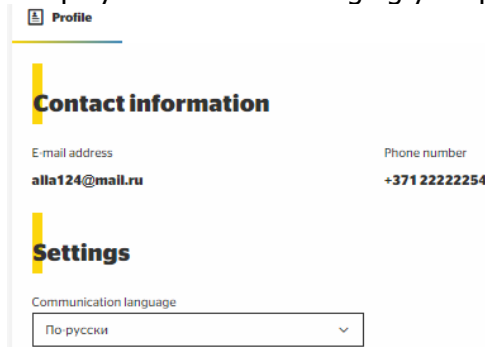 Profile
Contact information
E-mail address
Phone number
alla124@mail.ru
+371 22222254
Settings
Communication language
По-русски